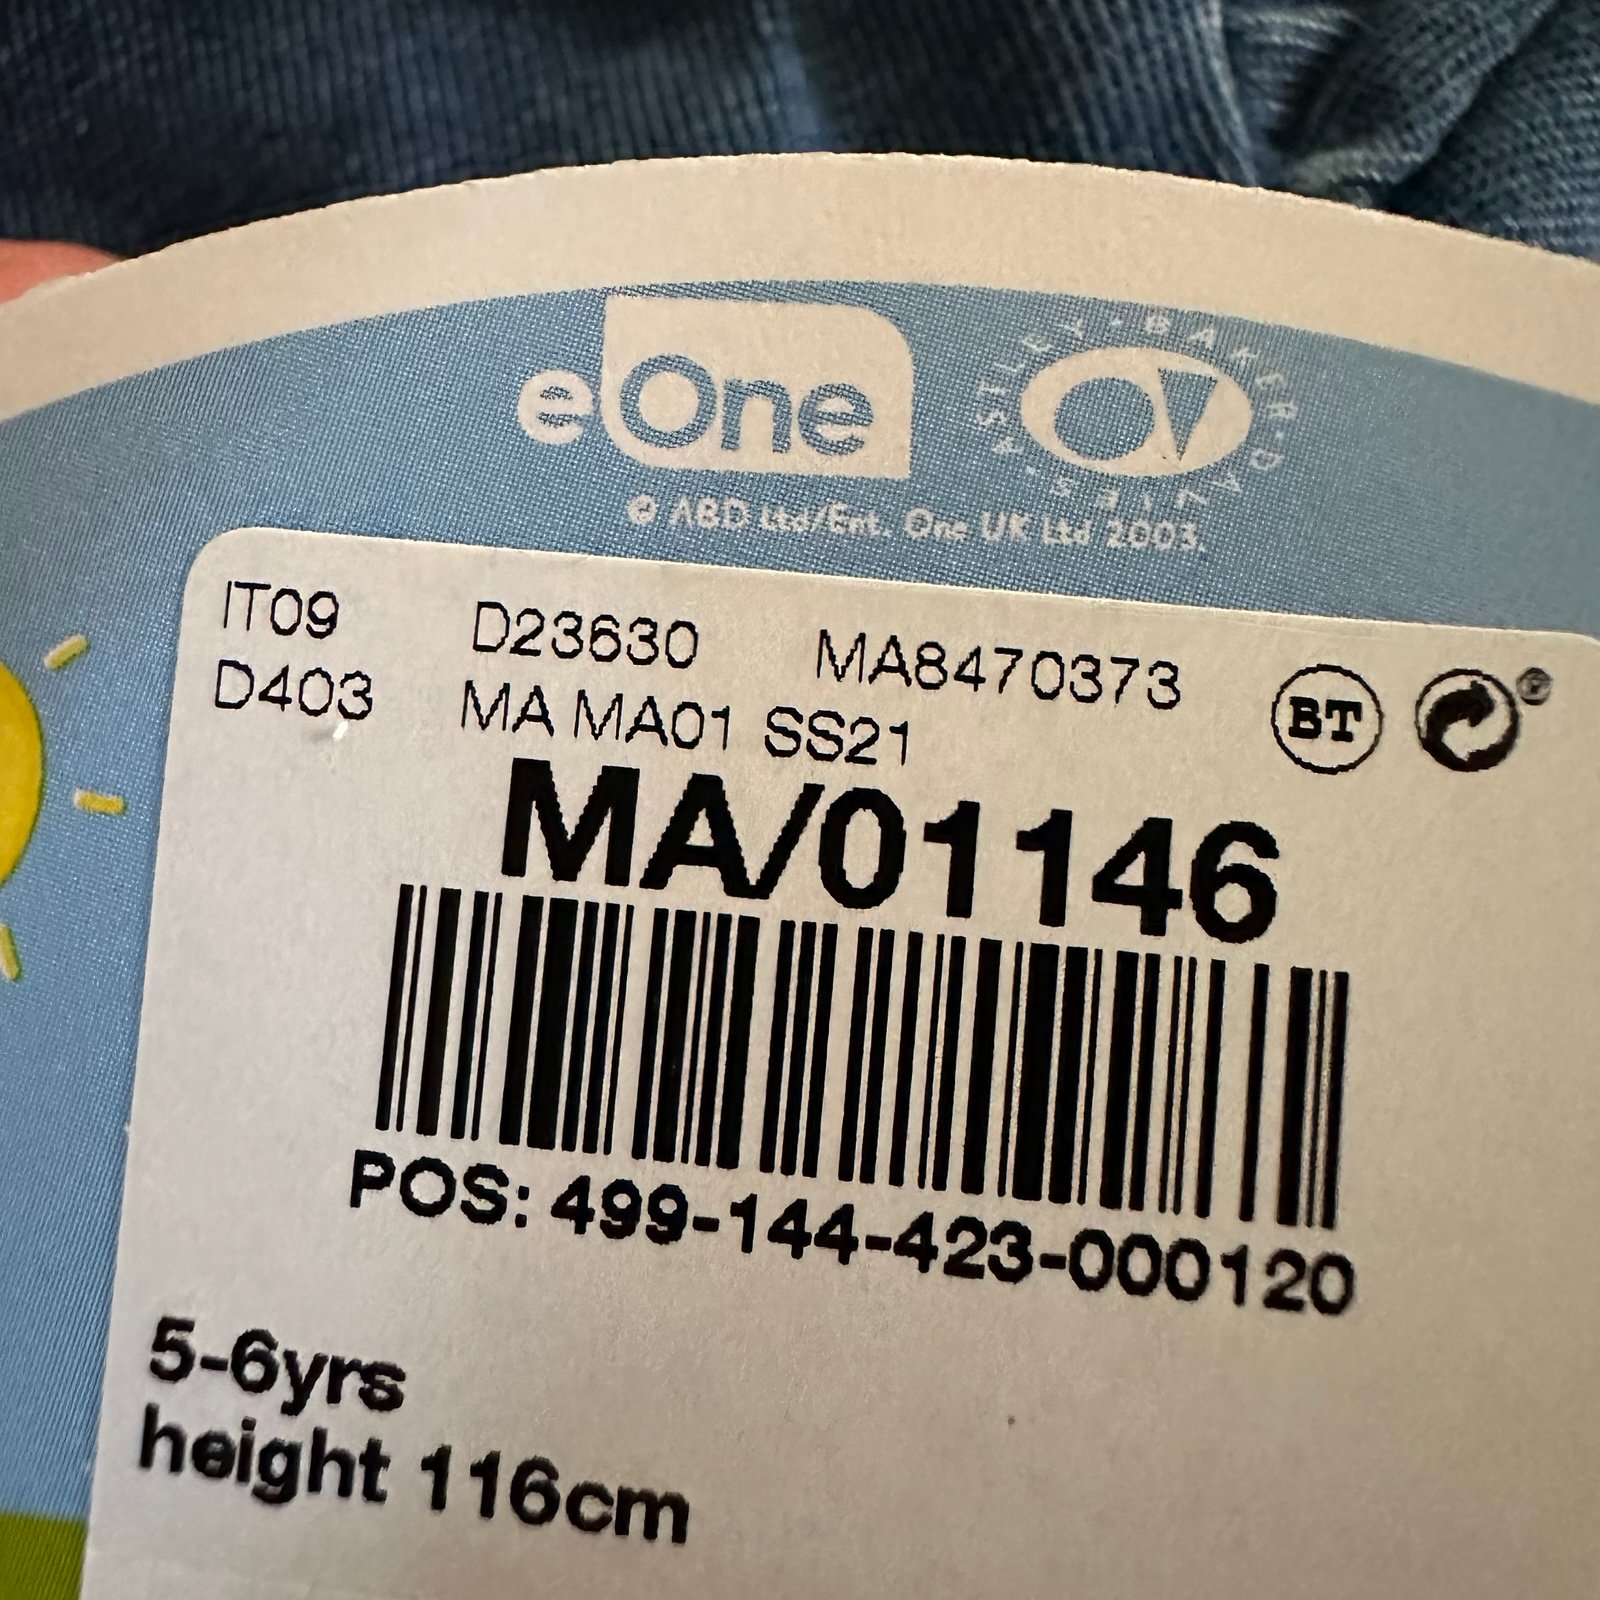 eOne
ASTLEY·BAKER·DAVIES·
© ABD Ltd/Ent. One UK Ltd 2003.
IT09 D23630 MA8470373
D403 MA MA01 SS21
BT ®
MA/01146
POS: 499-144-423-000120
5-6yrs
height 116cm